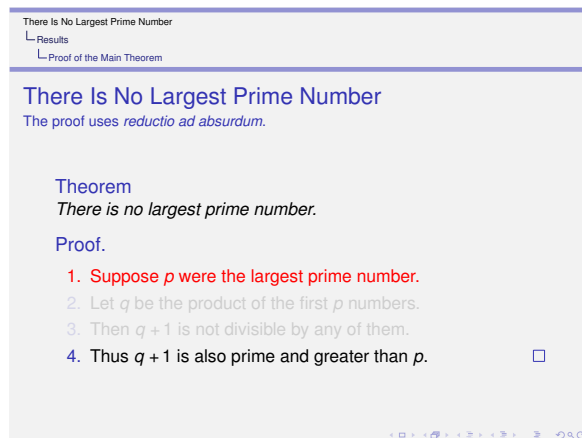 There Is No Largest Prime Number
Results
Proof of the Main Theorem
There Is No Largest Prime Number
The proof uses reductio ad absurdum.
Theorem
There is no largest prime number.
Proof.
1. Suppose p were the largest prime number.
2. Let q be the product of the first p numbers.
3. Then q + 1 is not divisible by any of them.
4. Thus q + 1 is also prime and greater than p. □